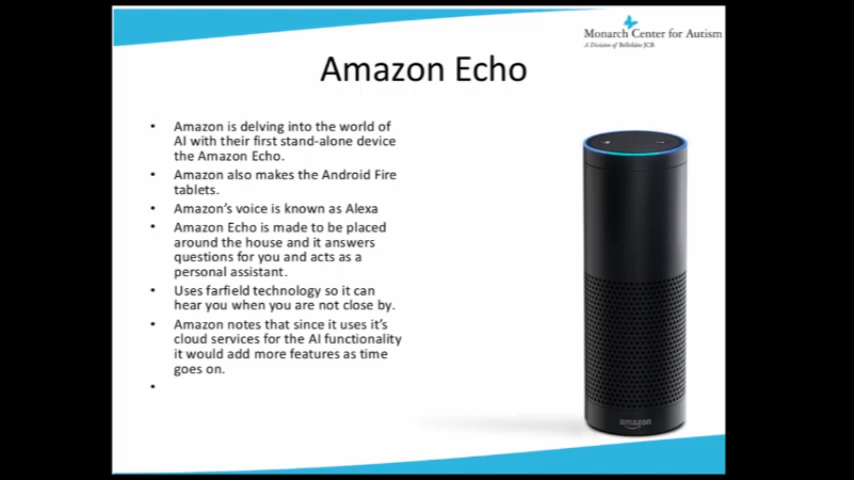 Monarch Center for Autism
A Division of Bellefaire JCB
Amazon Echo
• Amazon is delving into the world of
AI with their first stand-alone device
the Amazon Echo.
• Amazon also makes the Android Fire
tablets.
• Amazon's voice is known as Alexa
• Amazon Echo is made to be placed
around the house and it answers
questions for you and acts as a
personal assistant.
• Uses farfield technology so it can
hear you when you are not close by.
• Amazon notes that since it uses it's
cloud services for the AI functionality
it would add more features as time
goes on.
•
amazon